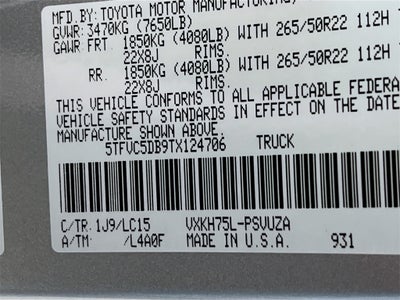 MFD.BY: TOYOTA MOTOR MANUFACTURING,
GVWR: 3470KG (7650LB)
GAWR FRT. 1850KG (4080LB) WITH 265/50R22 112H
22X8J RIMS.
RR. 1850KG (4080LB) WITH 265/50R22 112H
22X8J RIMS.
THIS VEHICLE CONFORMS TO ALL APPLICABLE FEDERA
VEHICLE SAFETY STANDARDS IN EFFECT ON THE DATE
MANUFACTURE SHOWN ABOVE.
5TFVC5DB9TX124706 TRUCK
C/TR. 1J9/LC15 VXKH75L-PSVUZA
A/TM /L4A0F MADE IN U.S.A. 931